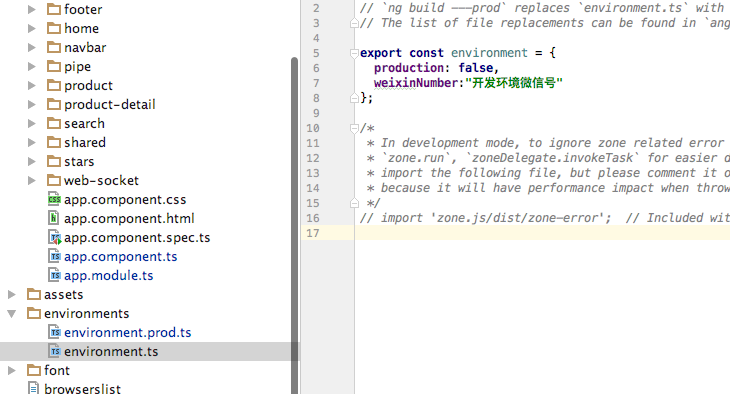 footer
home
navbar
pipe
product
product-detail
search
shared
stars
web-socket
app.component.css
app.component.html
app.component.spec.ts
app.component.ts
app.module.ts
assets
environments
environment.prod.ts
environment.ts
font
browserslist
2 // `ng build ---prod` replaces `environment.ts` with
3 // The list of file replacements can be found in `ang
4
5 export const environment = {
6 production: false,
7 weixinNumber:"开发环境微信号"
8 };
9
10 /*
11 * In development mode, to ignore zone related error
12 * `zone.run`, `zoneDelegate.invokeTask` for easier d
13 * import the following file, but please comment it o
14 * because it will have performance impact when throw
15 */
16 // import 'zone.js/dist/zone-error';  // Included wit
17